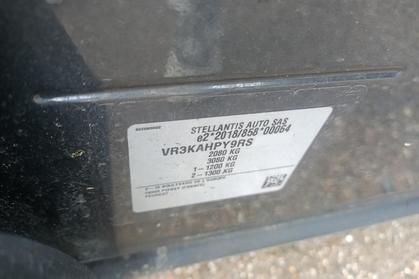 STELLANTIS AUTO SAS
e2*2018/858*00064
VR3KAHPY9RS
2080 KG
3080 KG
1-1200 KG
2-1300 KG